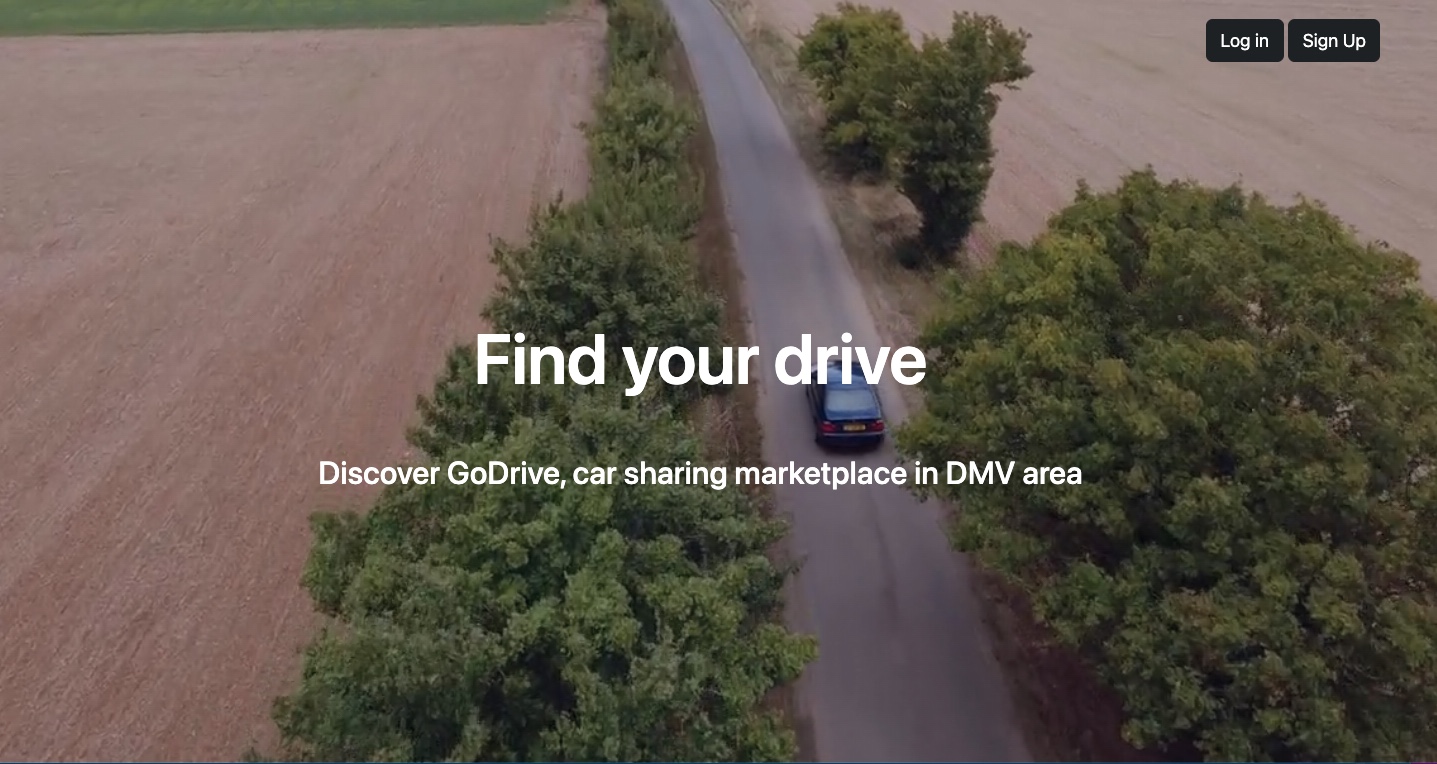 Log in Sign Up
Find your drive
Discover GoDrive, car sharing marketplace in DMV area